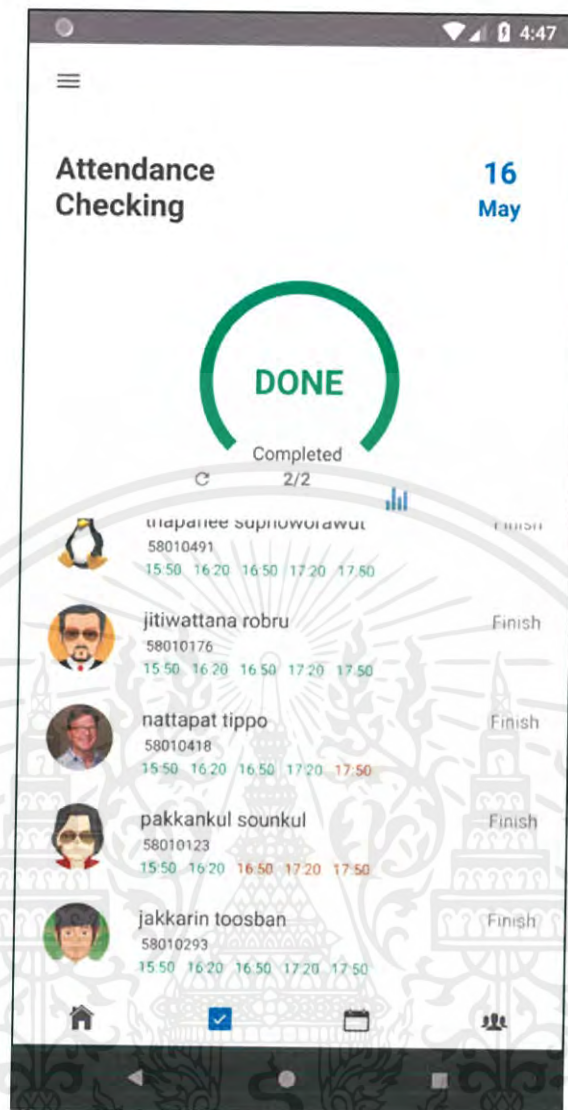 4:47
Attendance
Checking
16
May
DONE
Completed
2/2
58010491
15:50 16:20 16:50 17:20 17:50
jitiwattana robru
Finish
58010176
15:50 16:20 16:50 17:20 17:50
nattapat tippo
Finish
58010418
15:50 16:20 16:50 17:20 17:50
pakkankul sounkul
Finish
58010123
15:50 16:20 16:50 17:20 17:50
jakkarin toosban
Finish
58010293
15:50 16:20 16:50 17:20 17:50